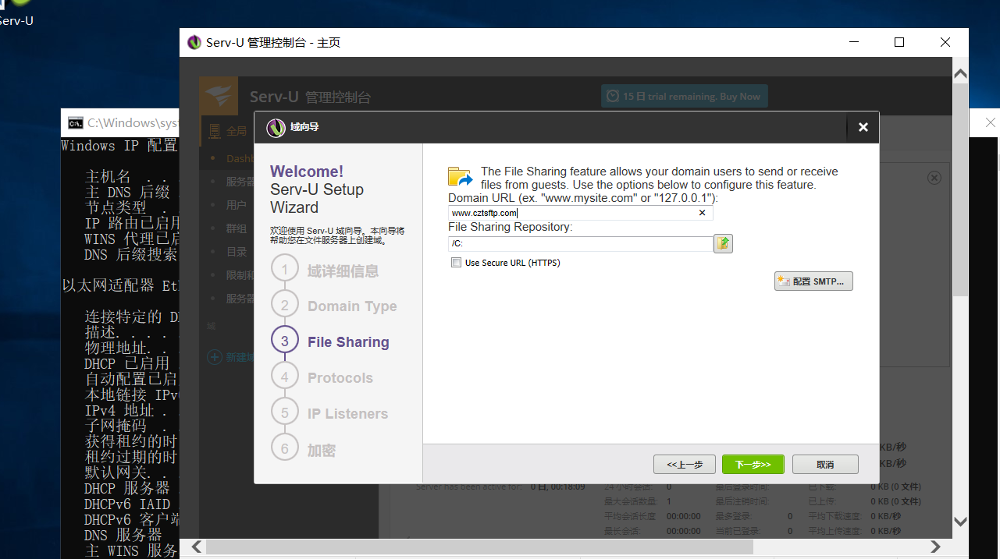 Serv-U
Serv-U 管理控制台 - 主页
Serv-U 管理控制台
15 日 trial remaining. Buy Now
C:\Windows\sys
Windows IP 配置
主机名 . .
主 DNS 后缀 .
节点类型 . .
IP 路由已启用
WINS 代理已启
DNS 后缀搜索
以太网适配器 Et
连接特定的 D
描述. . . . .
物理地址. . .
DHCP 已启用 .
自动配置已启
本地链接 IPv
IPv4 地址 . .
子网掩码 . .
获得租约的时
租约过期的时
默认网关. . .
DHCP 服务器 .
DHCPv6 IAID .
DHCPv6 客户端
DNS 服务器
主 WINS 服务
全局
Dashb
服务器
用户
群组
目录
限制和
服务器
域
新建域
域向导
Welcome!
Serv-U Setup
Wizard
欢迎使用 Serv-U 域向导。本向导将
帮助您在文件服务器上创建域。
1 域详细信息
2 Domain Type
3 File Sharing
4 Protocols
5 IP Listeners
6 加密
The File Sharing feature allows your domain users to send or receive
files from guests. Use the options below to configure this feature.
Domain URL (ex. "www.mysite.com" or "127.0.0.1"):
www.cztsftp.com
File Sharing Repository:
/C:
Use Secure URL (HTTPS)
配置 SMTP...
<<上一步
下一步>>
取消
KB/秒
KB/秒
Server has been active for: 0 日, 00:18:09
24 小时会话: 0
最后登录时间:
已下载: 0 KB (0 文件)
最大会话数量: 1
最后注销时间:
已上传: 0 KB (0 文件)
平均会话长度 00:00:00
最多登录: 0
平均下载速度: 0 KB/秒
最长会话: 00:00:00
当前已登录: 0
平均上传速度: 0 KB/秒